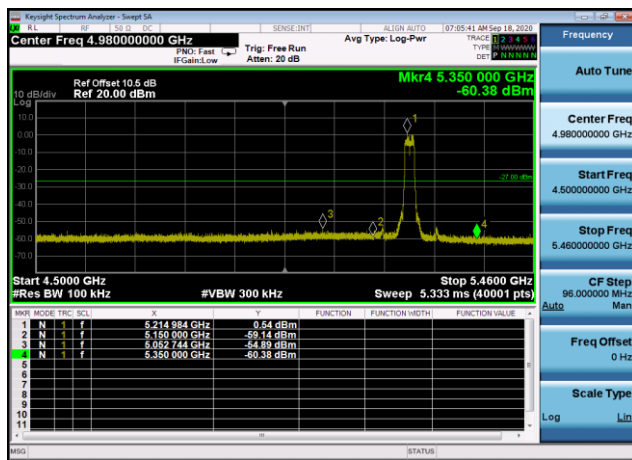 Keysight Spectrum Analyzer - Swept SA
RL RF 50 Ω DC SENSE:INT ALIGN AUTO 07:05:41 AM Sep 18, 2020
Center Freq 4.980000000 GHz
PNO: Fast
IFGain:Low
Trig: Free Run
Atten: 20 dB
Avg Type: Log-Pwr
TRACE 1 2 3 4 5 6
TYPE M W W W W W
DET P N N N N N
Ref Offset 10.5 dB
10 dB/div Ref 20.00 dBm
Log
Mkr4 5.350 000 GHz
-60.38 dBm
10.0
0.00
-10.0
-20.0
-30.0
-40.0
-50.0
-60.0
-70.0
1
-27.00 dBm
3
2
4
Start 4.5000 GHz Stop 5.4600 GHz
#Res BW 100 kHz #VBW 300 kHz Sweep 5.333 ms (40001 pts)
MKR MODE TRC SCL X Y FUNCTION FUNCTION WIDTH FUNCTION VALUE
1 N 1 f 5.214 984 GHz 0.54 dBm
2 N 1 f 5.150 000 GHz -59.14 dBm
3 N 1 f 5.052 744 GHz -54.89 dBm
4 N 1 f 5.350 000 GHz -60.38 dBm
5
6
7
8
9
10
11
MSG STATUS
Frequency
Auto Tune
Center Freq
4.980000000 GHz
Start Freq
4.500000000 GHz
Stop Freq
5.460000000 GHz
CF Step
96.000000 MHz
Auto Man
Freq Offset
0 Hz
Scale Type
Log Lin